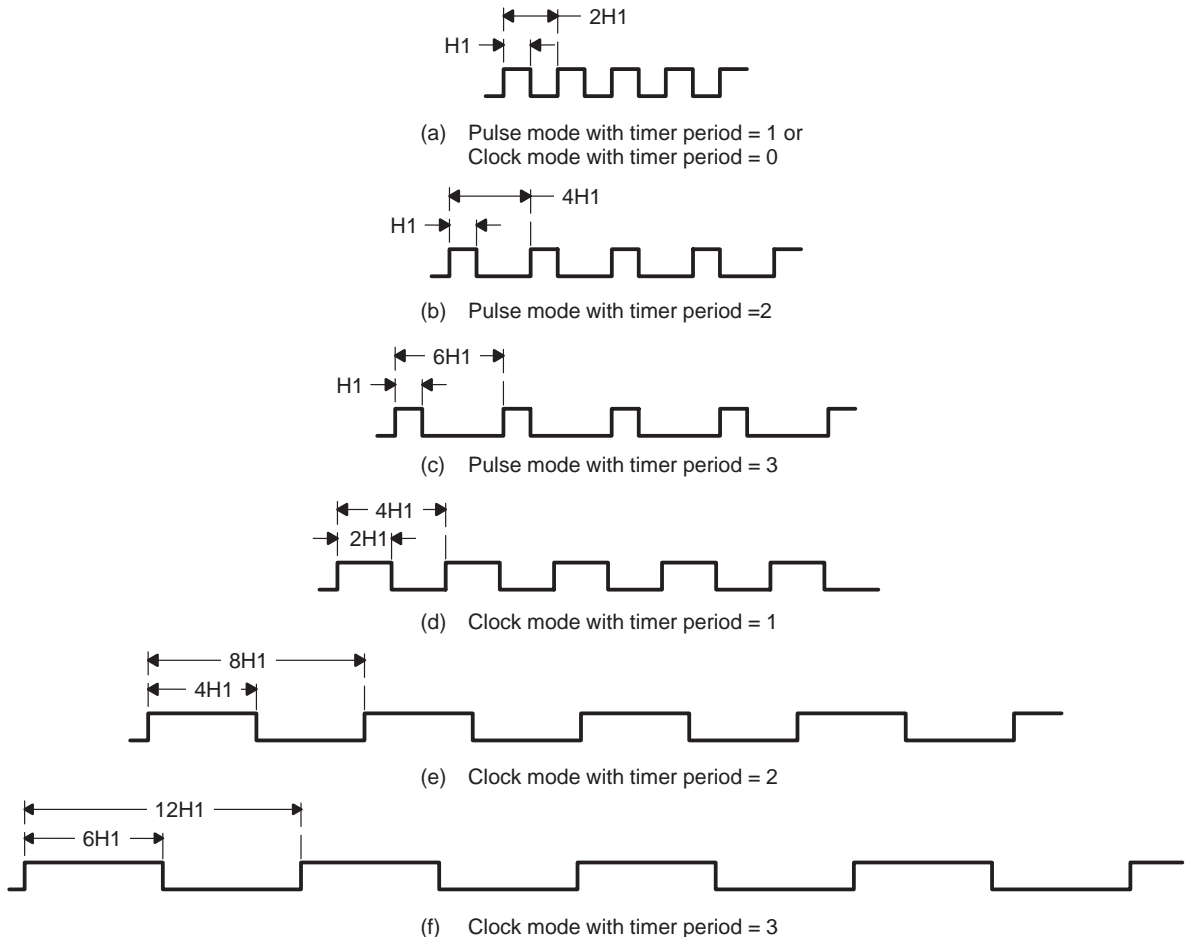 2H1
H1
(a) Pulse mode with timer period = 1 or
Clock mode with timer period = 0
4H1
H1
(b) Pulse mode with timer period =2
6H1
H1
(c) Pulse mode with timer period = 3
4H1
2H1
(d) Clock mode with timer period = 1
8H1
4H1
(e) Clock mode with timer period = 2
12H1
6H1
(f) Clock mode with timer period = 3